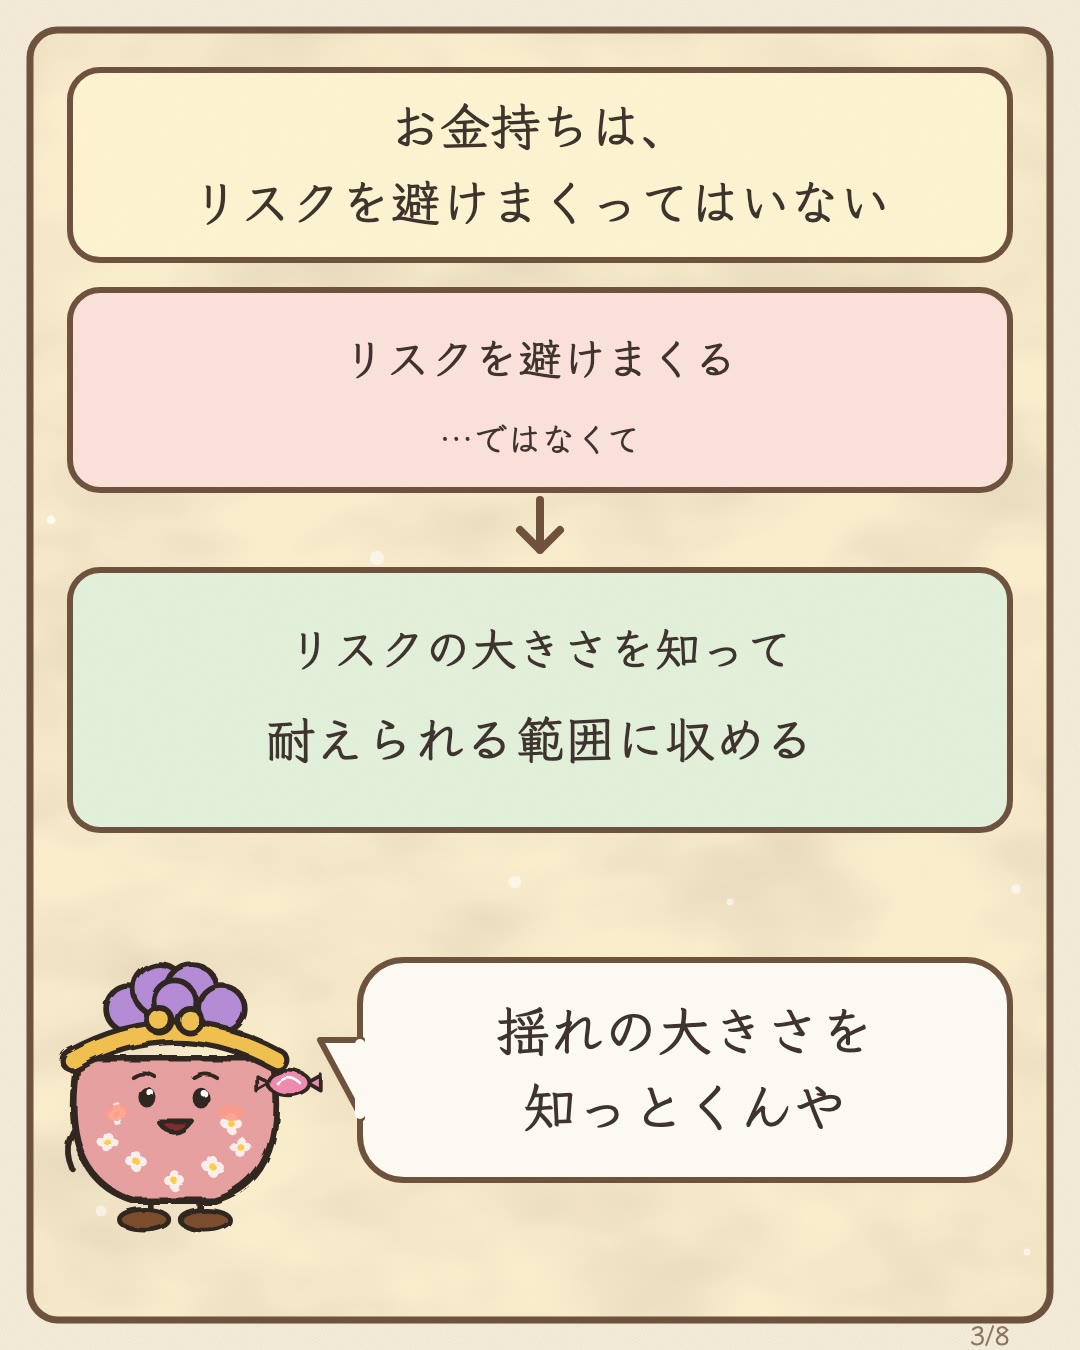 お金持ちは、
リスクを避けまくってはいない
リスクを避けまくる
…ではなくて
リスクの大きさを知って
耐えられる範囲に収める
揺れの大きさを
知っとくんや
3/8